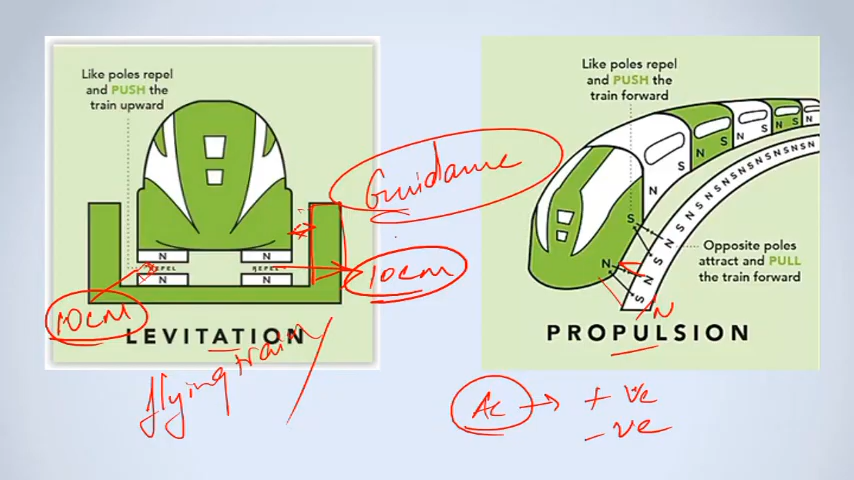 Like poles repel
and PUSH the
train upward
N
N
REPEL
REPEL
N
N
10cm
10cm
Guidance
LEVITATION
flying train
Like poles repel
and PUSH the
train forward
S
N
S
N
S
N
S
N
S
N
Opposite poles
attract and PULL
the train forward
N
PROPULSION
AC → + ve
- ve